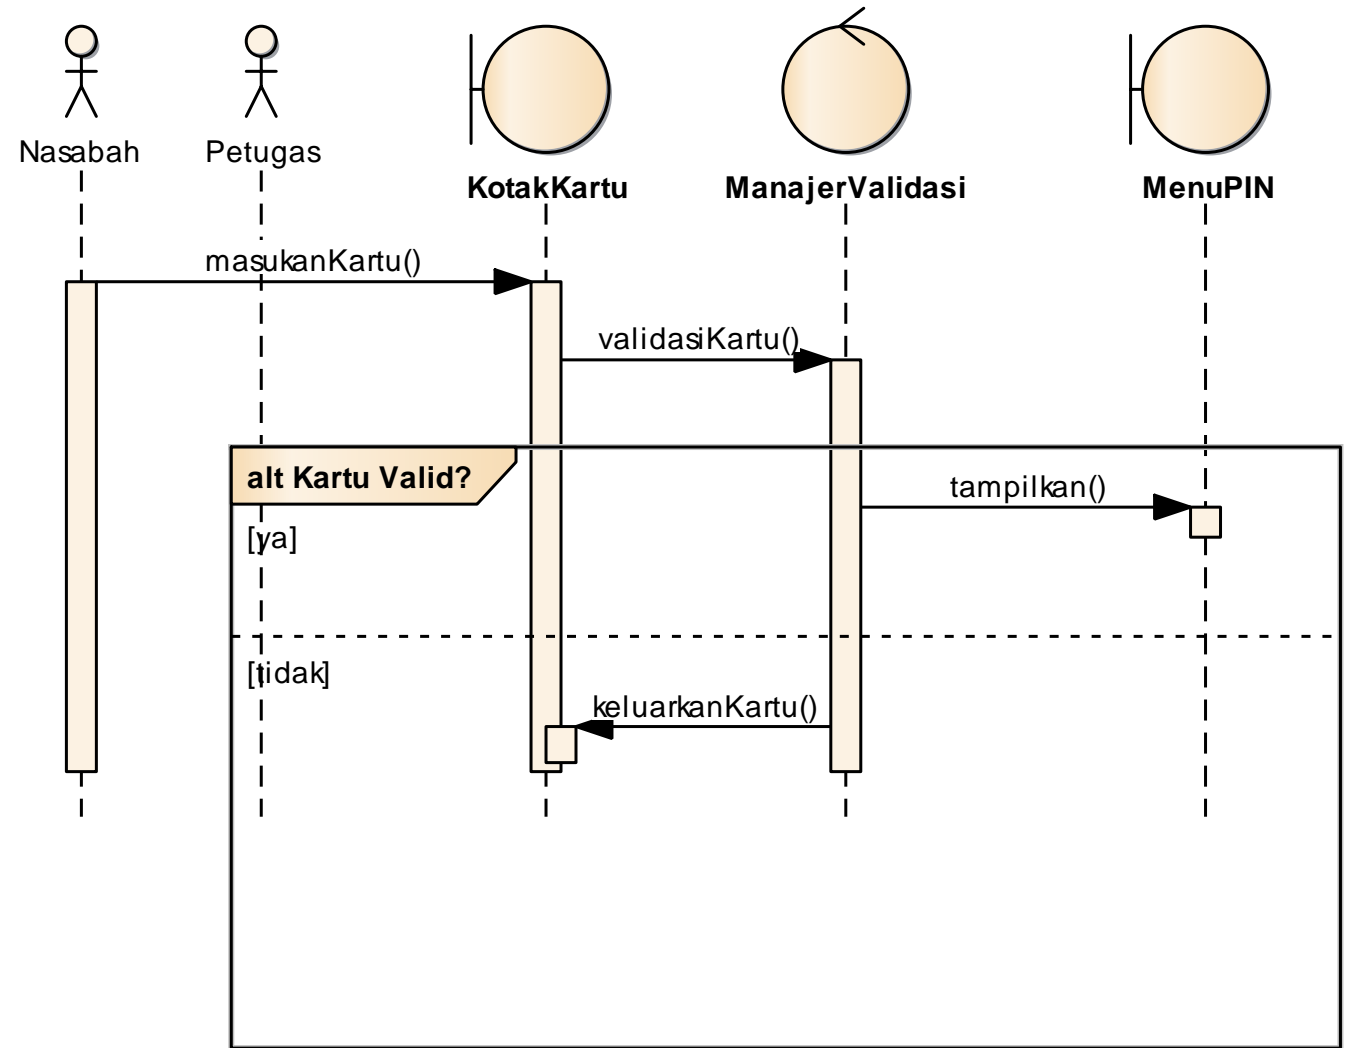 Nasabah
Petugas
KotakKartu
ManajerValidasi
MenuPIN
masukanKartu()
validasiKartu()
alt Kartu Valid?
tampilkan()
[ya]
[tidak]
keluarkanKartu()